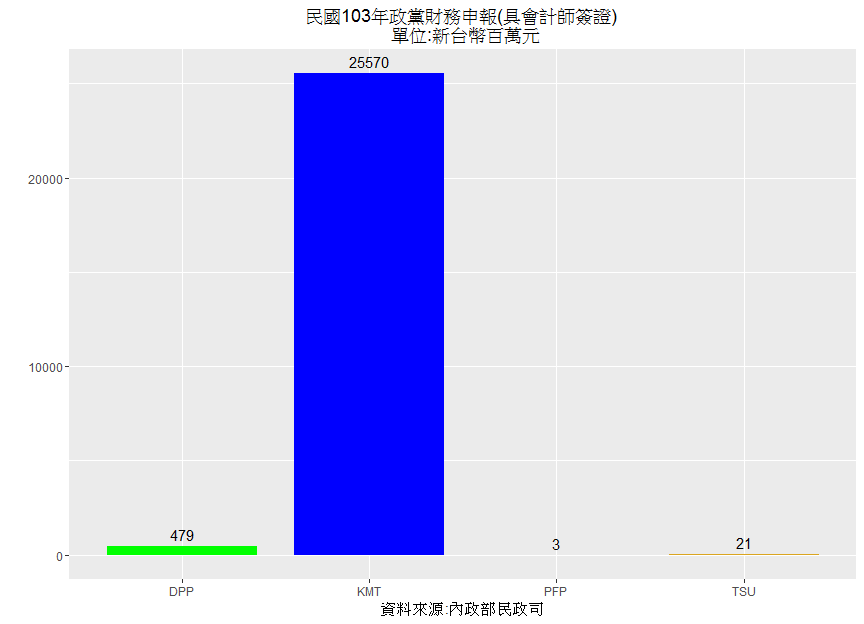 民國103年政黨財務申報(具會計師簽證)
單位:新台幣百萬元
25570
20000
10000
479
3
21
0
DPP
KMT
PFP
TSU
資料來源:內政部民政司